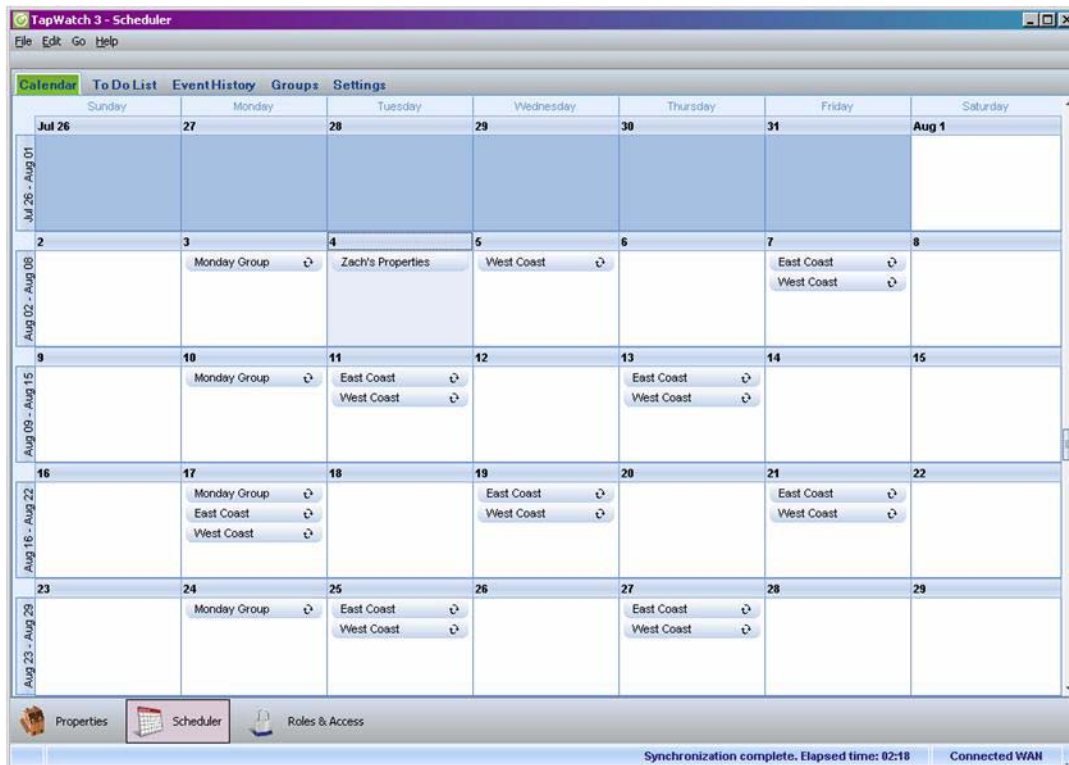 TapWatch 3 - Scheduler
File Edit Go Help
Calendar To Do List Event History Groups Settings
Sunday Monday Tuesday Wednesday Thursday Friday Saturday
Jul 26 - Aug 01
Jul 26 27 28 29 30 31 Aug 1
Aug 02 - Aug 08
2 3 4 5 6 7 8
Monday Group Zach's Properties West Coast East Coast
West Coast
Aug 09 - Aug 15
9 10 11 12 13 14 15
Monday Group East Coast East Coast
West Coast West Coast
Aug 16 - Aug 22
16 17 18 19 20 21 22
Monday Group East Coast East Coast
East Coast West Coast West Coast
West Coast
Aug 23 - Aug 29
23 24 25 26 27 28 29
Monday Group East Coast East Coast
West Coast West Coast
Properties Scheduler Roles & Access
Synchronization complete. Elapsed time: 02:18 Connected WAN